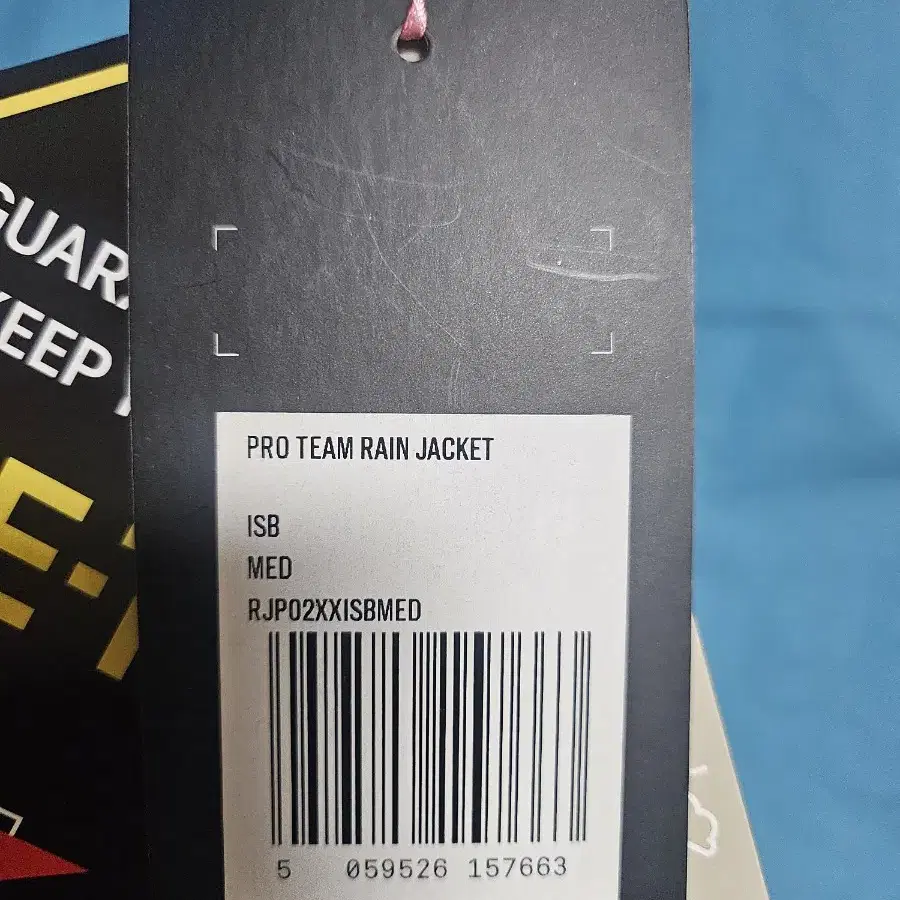 GUAR
KEEP
E-
PRO TEAM RAIN JACKET
ISB
MED
RJP02XXISBMED
5 059526 157663